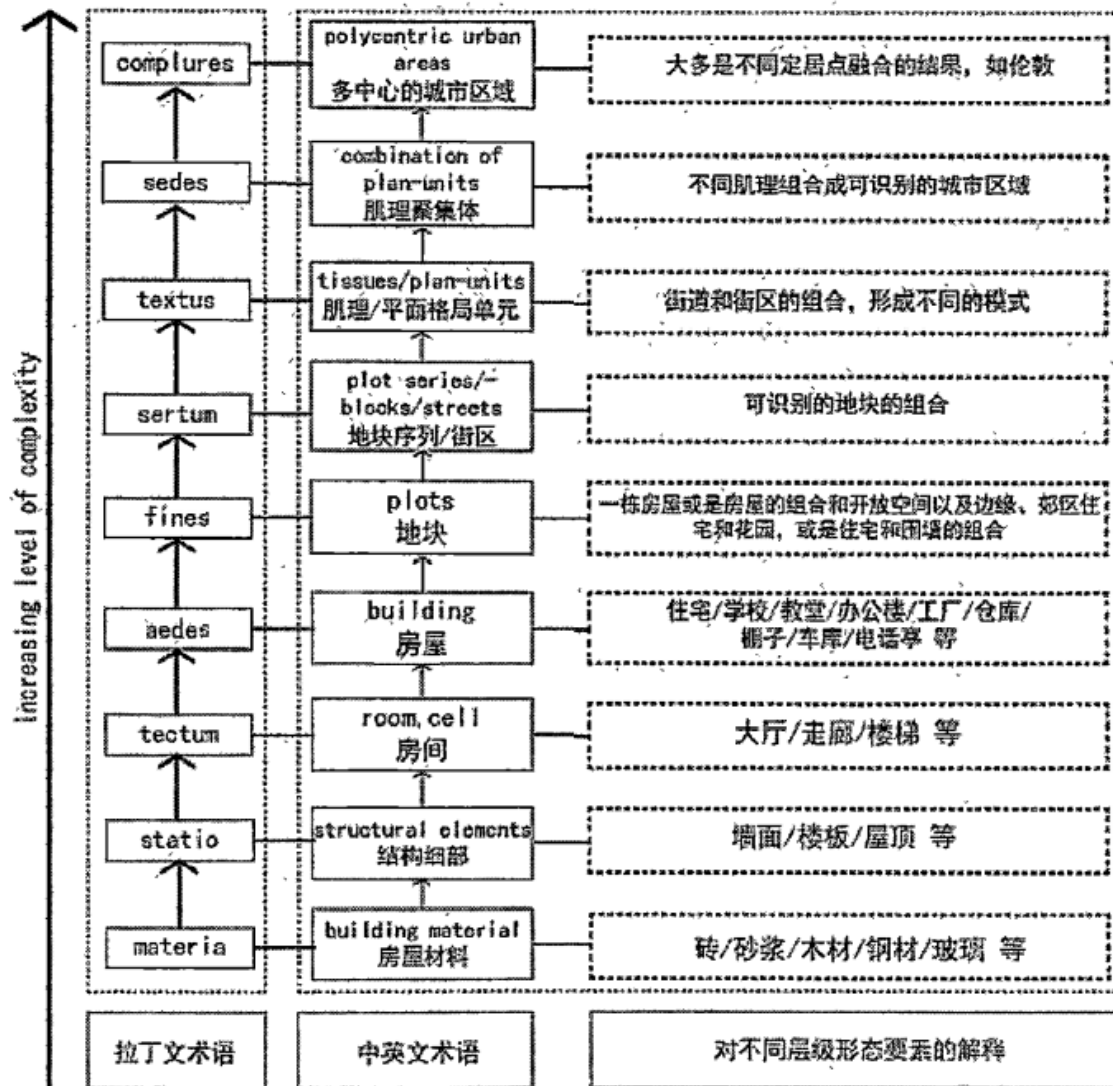 complures
polycentric urban
areas
多中心的城市区域
大多是不同定居点融合的结果，如伦敦
sedes
combination of
plan-units
肌理聚集体
不同肌理组合成可识别的城市区域
textus
tissues/plan-units
肌理/平面格局单元
街道和街区的组合，形成不同的模式
sertum
plot series/-
blocks/streets
地块序列/街区
可识别的地块的组合
fines
plots
地块
一栋房屋或是房屋的组合和开放空间以及边缘、郊区住
宅和花园，或是住宅和围墙的组合
aedes
building
房屋
住宅/学校/教堂/办公楼/工厂/仓库/
棚子/车库/电话亭 等
tectum
room,cell
房间
大厅/走廊/楼梯 等
statio
structural elements
结构细部
墙面/楼板/屋顶 等
materia
building material
房屋材料
砖/砂浆/木材/钢材/玻璃 等
Increasing level of complexity
拉丁文术语
中英文术语
对不同层级形态要素的解释